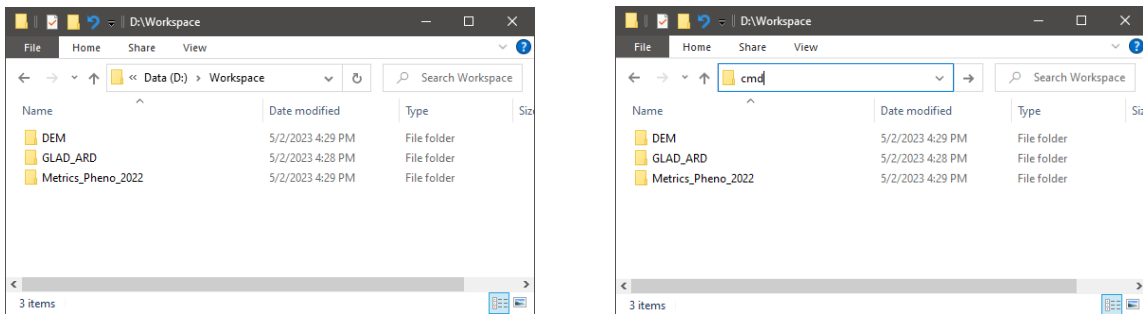 D:\Workspace
File Home Share View
« Data (D:) › Workspace Search Workspace
Name Date modified Type Size
DEM 5/2/2023 4:29 PM File folder
GLAD_ARD 5/2/2023 4:28 PM File folder
Metrics_Pheno_2022 5/2/2023 4:29 PM File folder
3 items
D:\Workspace
File Home Share View
cmd Search Workspace
Name Date modified Type Siz
DEM 5/2/2023 4:29 PM File folder
GLAD_ARD 5/2/2023 4:28 PM File folder
Metrics_Pheno_2022 5/2/2023 4:29 PM File folder
3 items